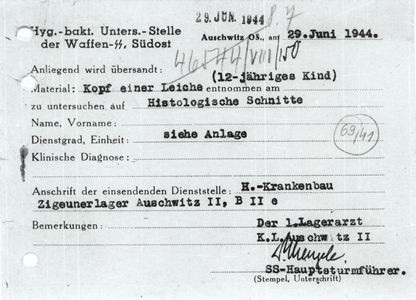 29. JUN. 1944
Hyg.-bakt. Unters.-Stelle
der Waffen-SS, Südost
Auschwitz OS., am 29.Juni 1944.
Anliegend wird übersandt:
(12-jähriges Kind)
Material: Kopf einer Leiche entnommen am
zu untersuchen auf Histologische Schnitte
Name, Vorname:
Dienstgrad, Einheit: siehe Anlage
Klinische Diagnose:
Anschrift der einsendenden Dienststelle: H.-Krankenbau
Zigeunerlager Auschwitz II, B II e
Bemerkungen: Der 1.Lagerarzt
K.L.Auschwitz II
SS-Hauptsturmführer.
(Stempel, Unterschrift)